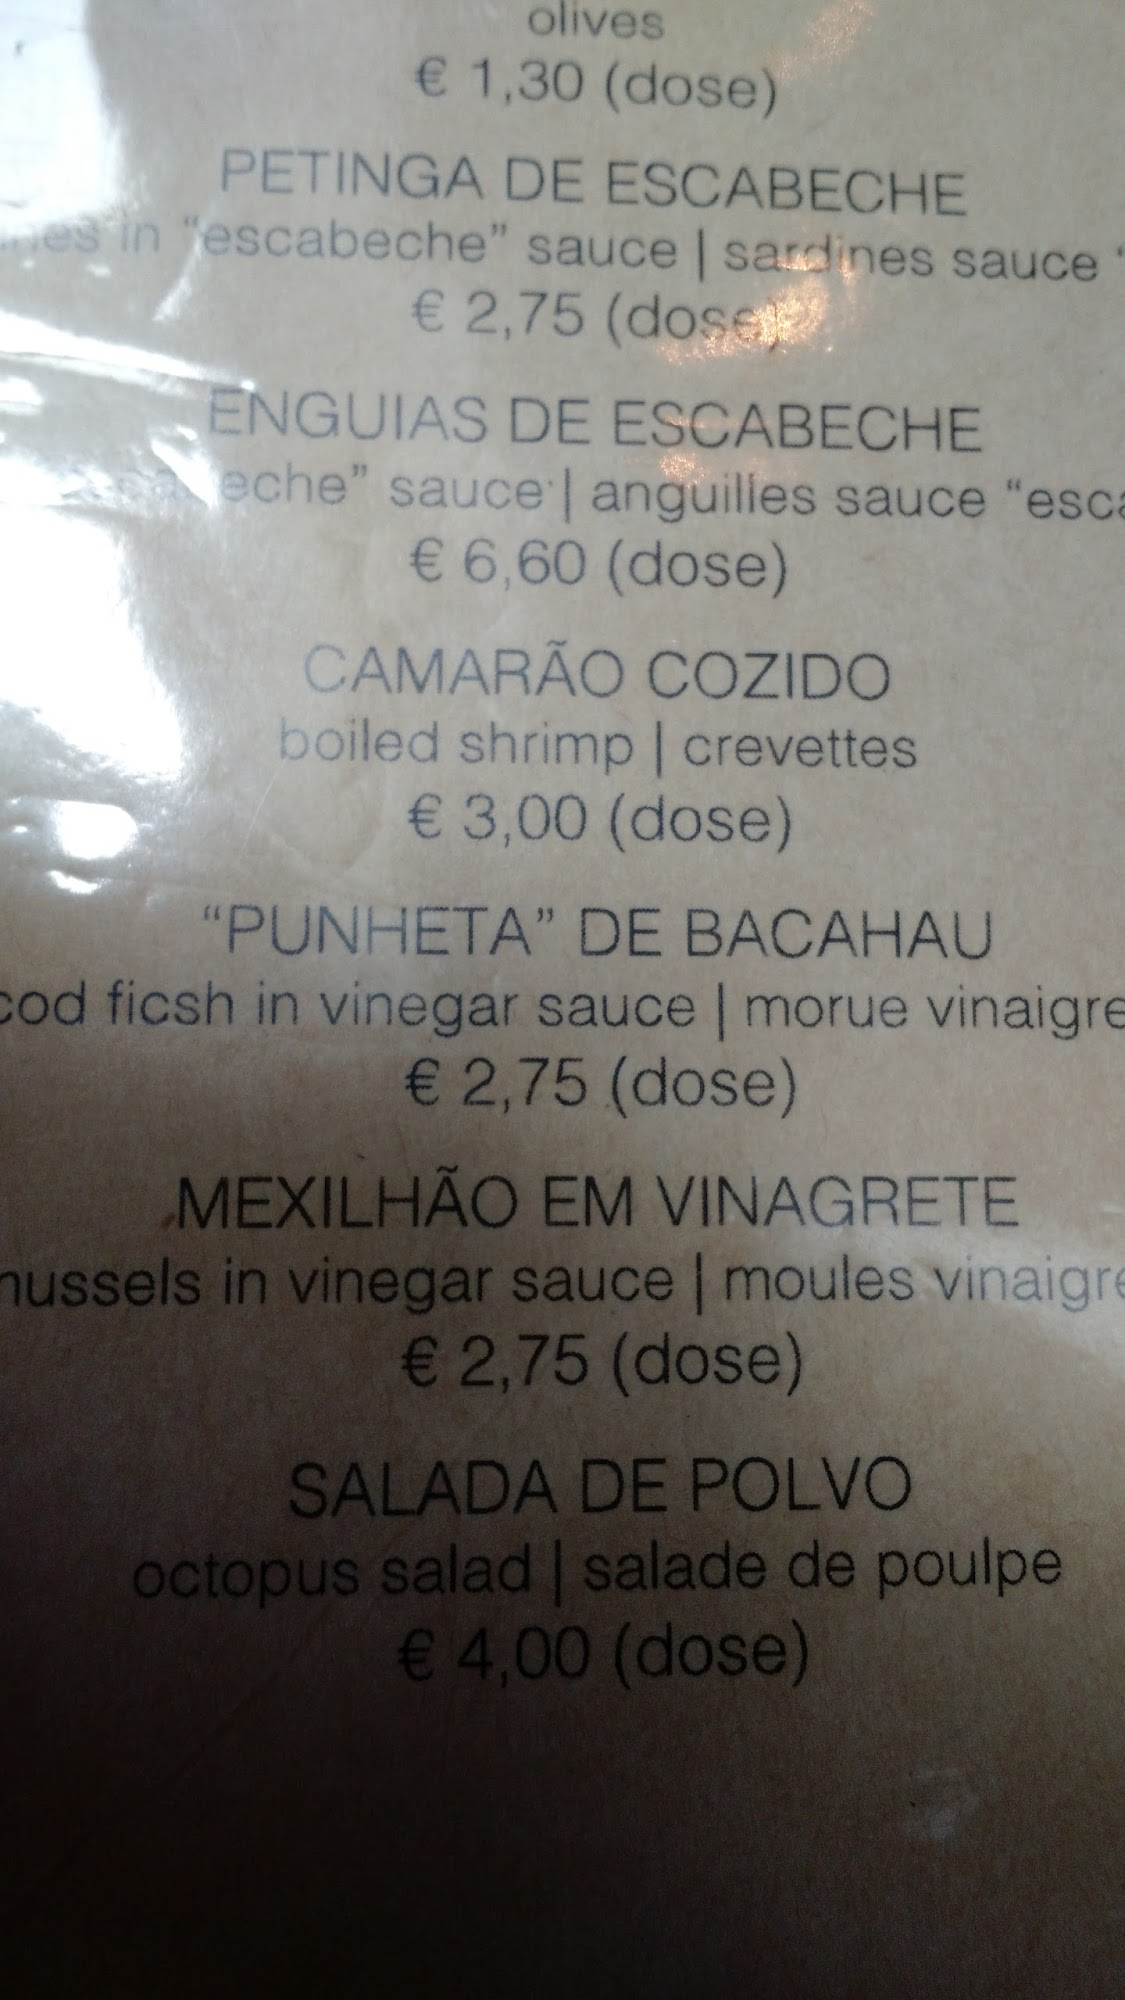 olives
€ 1,30 (dose)
PETINGA DE ESCABECHE
in "escabeche" sauce | sardines sauce "
€ 2,75 (dose)
ENGUIAS DE ESCABECHE
sauce | anguilles sauce
€ 6,60 (dose)
CAMARÃO COZIDO
boiled shrimp | crevettes
€ 3,00 (dose)
"PUNHETA" DE BACAHAU
cod ficsh in vinegar sauce | morue
€ 2,75 (dose)
MEXILHÃO EM VINAGRETE
in vinegar sauce | moules
€ 2,75 (dose)
SALADA DE POLVO
octopus salad | salade de poulpe
€ 4,00 (dose)